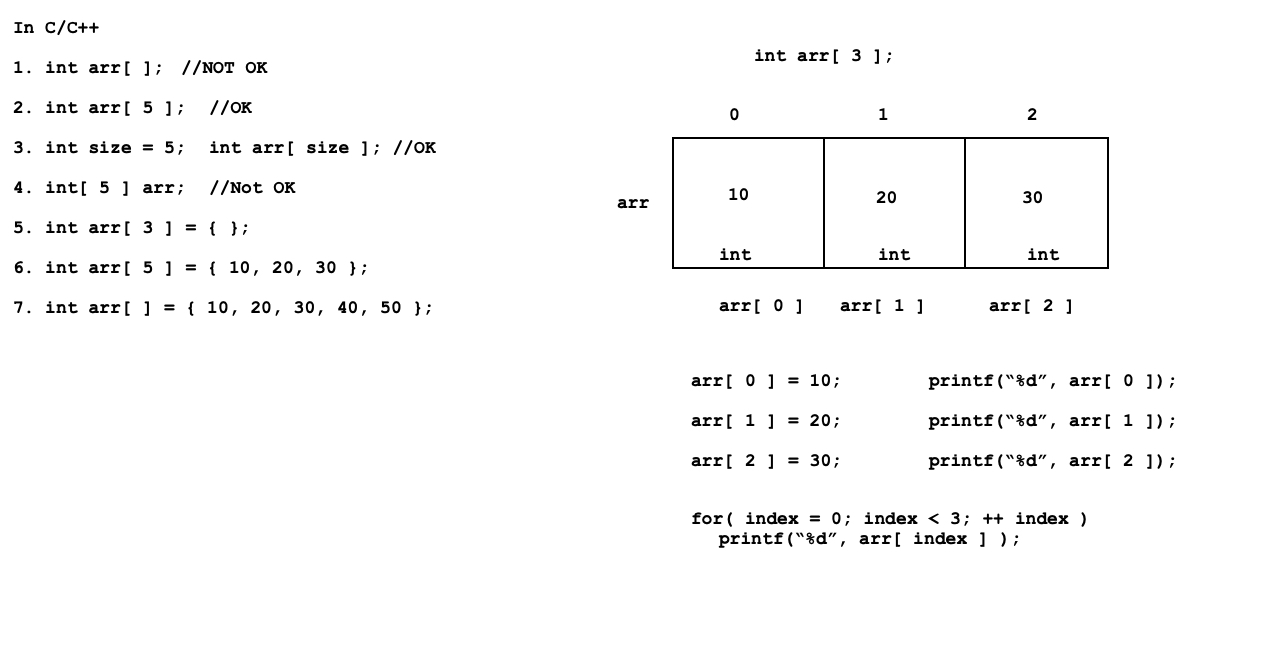 In C/C++
1. int arr[ ]; //NOT OK
2. int arr[ 5 ]; //OK
3. int size = 5; int arr[ size ]; //OK
4. int[ 5 ] arr; //Not OK
5. int arr[ 3 ] = { };
6. int arr[ 5 ] = { 10, 20, 30 };
7. int arr[ ] = { 10, 20, 30, 40, 50 };
int arr[ 3 ];
0 1 2
arr 10 20 30
int int int
arr[ 0 ] arr[ 1 ] arr[ 2 ]
arr[ 0 ] = 10; printf(“%d”, arr[ 0 ]);
arr[ 1 ] = 20; printf(“%d”, arr[ 1 ]);
arr[ 2 ] = 30; printf(“%d”, arr[ 2 ]);
for( index = 0; index < 3; ++ index )
printf(“%d”, arr[ index ] );